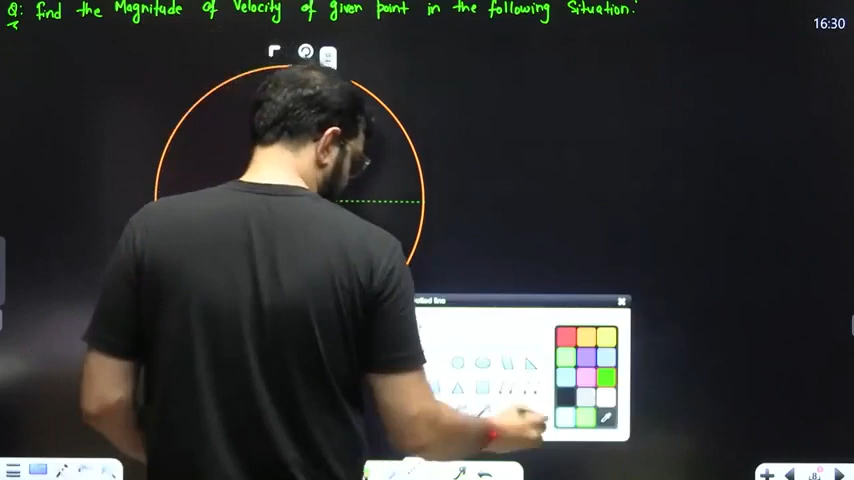 Q: find the Magnitude of Velocity of given point in the following Situation:
16:30